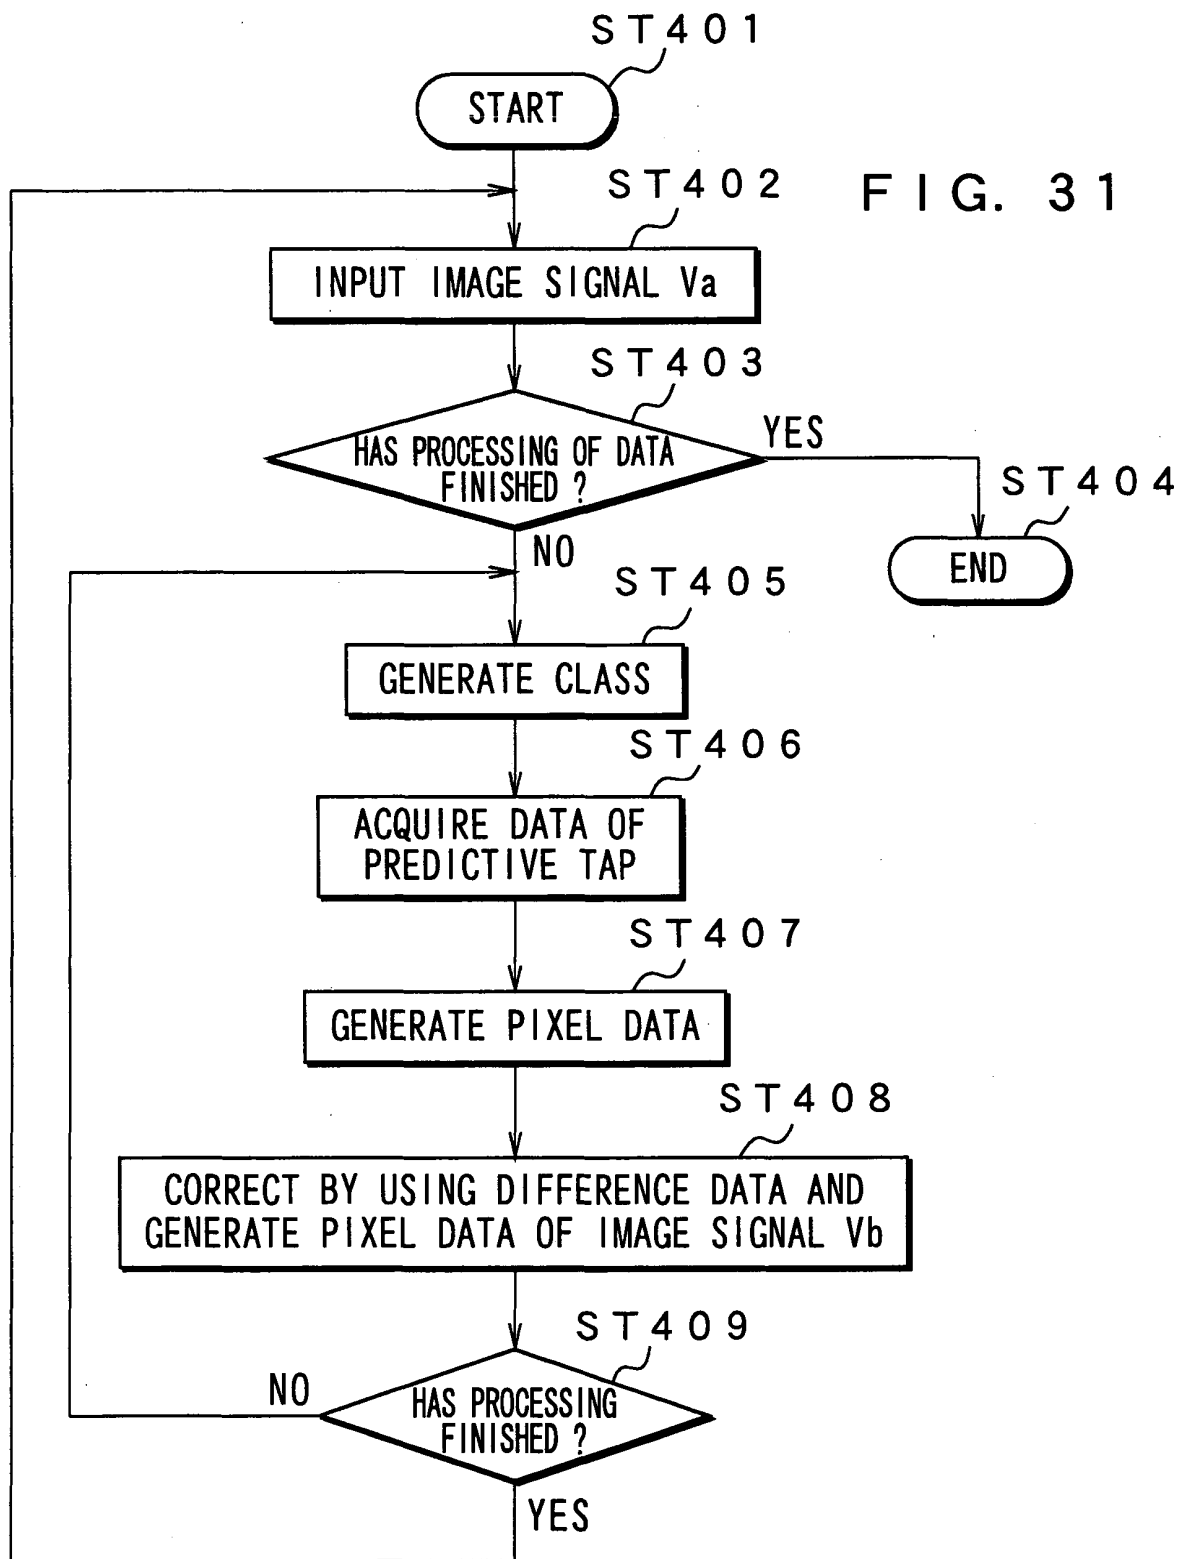 ST401
START
ST402
FIG. 31
INPUT IMAGE SIGNAL Va
ST403
HAS PROCESSING OF DATA
FINISHED ?
YES
ST404
END
NO
ST405
GENERATE CLASS
ST406
ACQUIRE DATA OF
PREDICTIVE TAP
ST407
GENERATE PIXEL DATA
ST408
CORRECT BY USING DIFFERENCE DATA AND
GENERATE PIXEL DATA OF IMAGE SIGNAL Vb
ST409
NO
HAS PROCESSING
FINISHED ?
YES